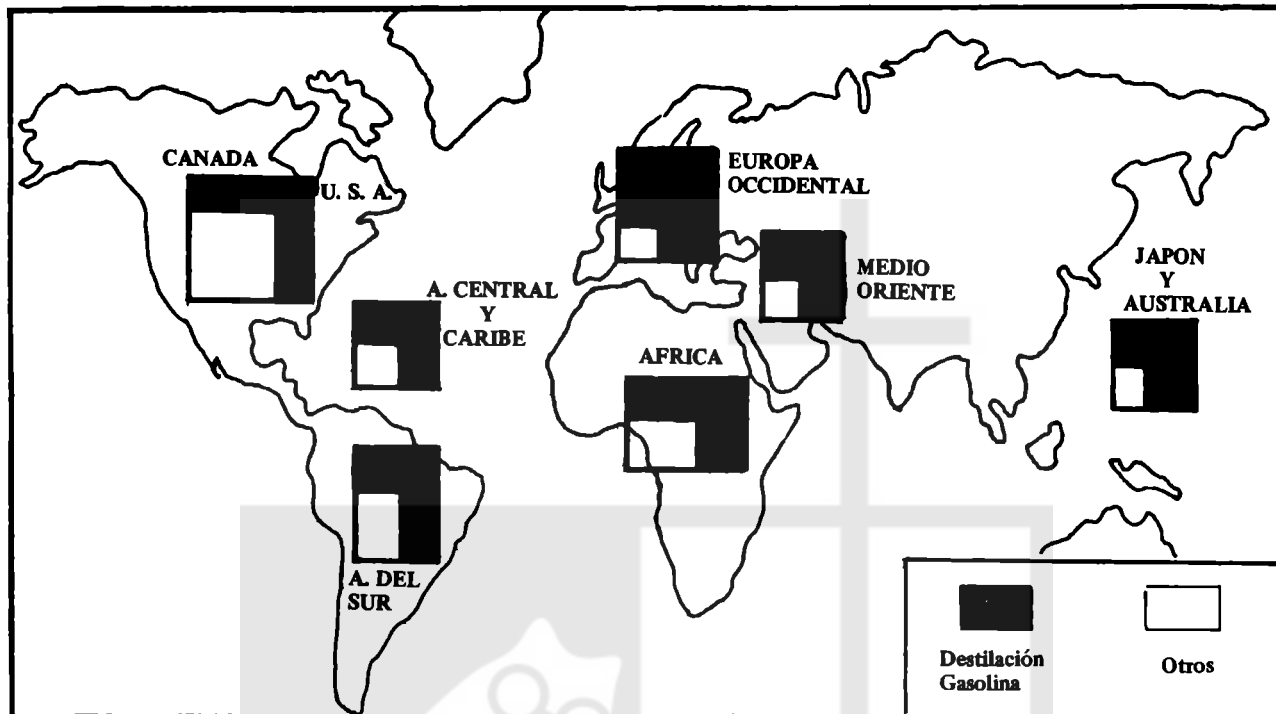 CANADA
U. S. A.
EUROPA
OCCIDENTAL
MEDIO
ORIENTE
JAPON
Y
AUSTRALIA
A. CENTRAL
Y
CARIBE
AFRICA
A. DEL
SUR
Destilación
Gasolina
Otros